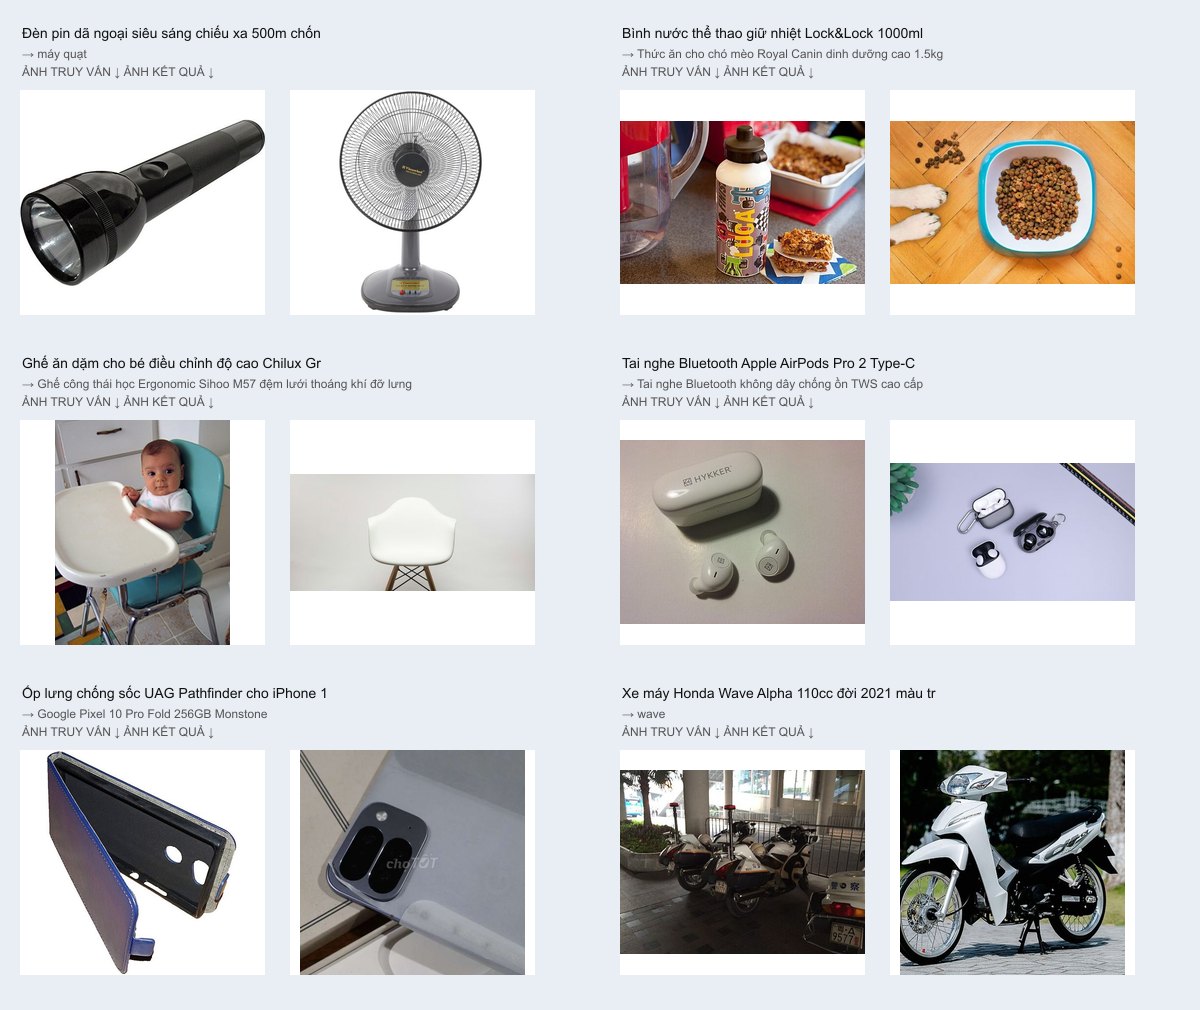 Đèn pin dã ngoại siêu sáng chiếu xa 500m chốn
→ máy quạt
ẢNH TRUY VẤN ↓ ẢNH KẾT QUẢ ↓
Bình nước thể thao giữ nhiệt Lock&Lock 1000ml
→ Thức ăn cho chó mèo Royal Canin dinh dưỡng cao 1.5kg
ẢNH TRUY VẤN ↓ ẢNH KẾT QUẢ ↓
Ghế ăn dặm cho bé điều chỉnh độ cao Chilux Gr
→ Ghế công thái học Ergonomic Sihoo M57 đệm lưới thoáng khí đỡ lưng
ẢNH TRUY VẤN ↓ ẢNH KẾT QUẢ ↓
Tai nghe Bluetooth Apple AirPods Pro 2 Type-C
→ Tai nghe Bluetooth không dây chống ồn TWS cao cấp
ẢNH TRUY VẤN ↓ ẢNH KẾT QUẢ ↓
HYKKER
Ốp lưng chống sốc UAG Pathfinder cho iPhone 1
→ Google Pixel 10 Pro Fold 256GB Monstone
ẢNH TRUY VẤN ↓ ẢNH KẾT QUẢ ↓
choTOT
Xe máy Honda Wave Alpha 110cc đời 2021 màu tr
→ wave
ẢNH TRUY VẤN ↓ ẢNH KẾT QUẢ ↓